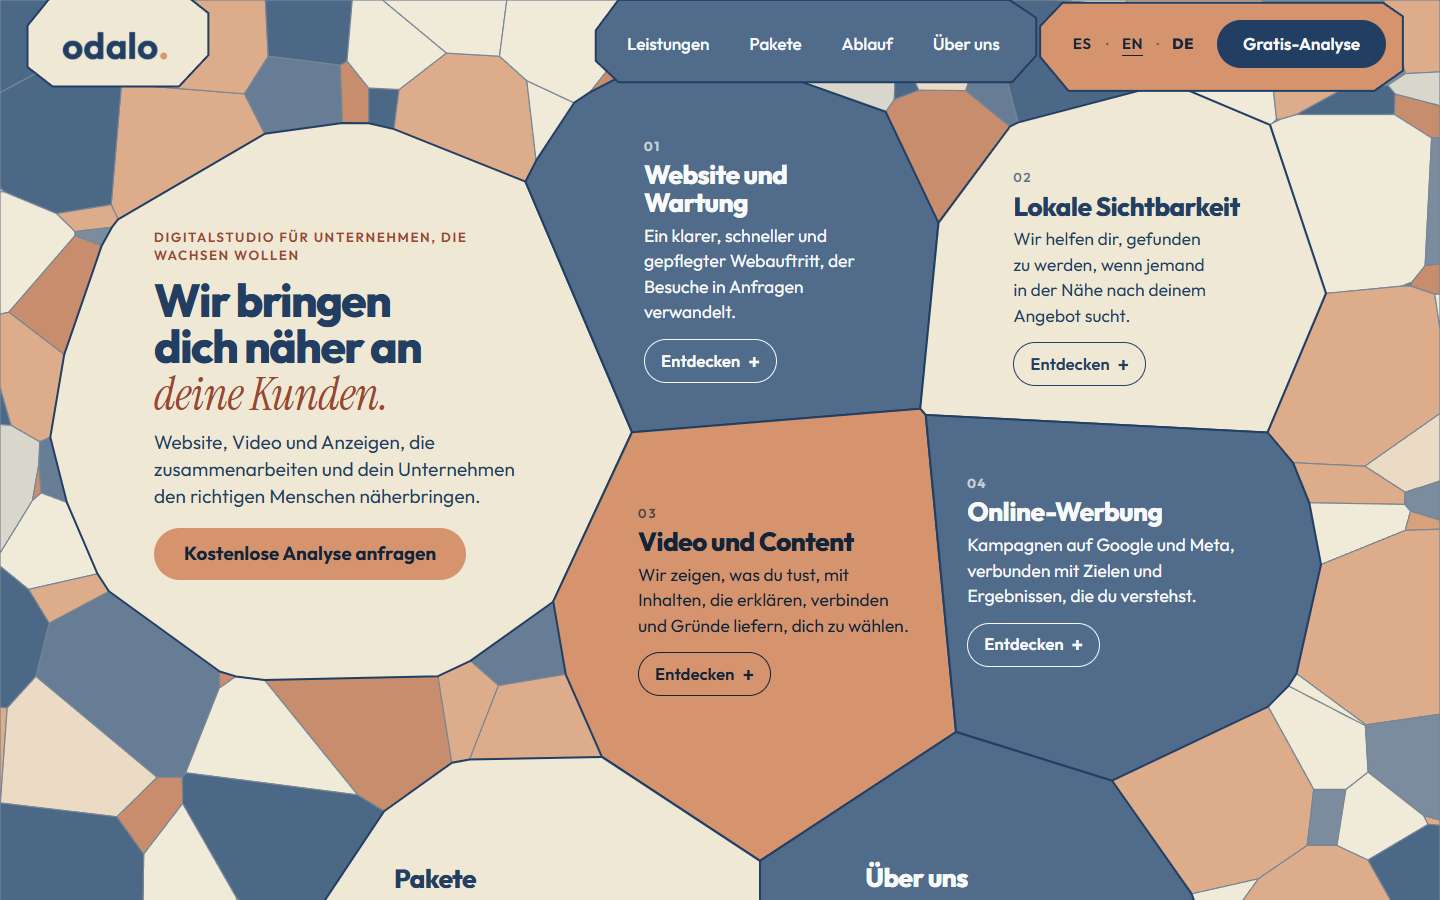 odalo.
Leistungen
Pakete
Ablauf
Über uns
ES · EN · DE
Gratis-Analyse
DIGITALSTUDIO FÜR UNTERNEHMEN, DIE
WACHSEN WOLLEN
Wir bringen
dich näher an
deine Kunden.
Website, Video und Anzeigen, die
zusammenarbeiten und dein Unternehmen
den richtigen Menschen näherbringen.
Kostenlose Analyse anfragen
01
Website und
Wartung
Ein klarer, schneller und
gepflegter Webauftritt, der
Besuche in Anfragen
verwandelt.
Entdecken +
02
Lokale Sichtbarkeit
Wir helfen dir, gefunden
zu werden, wenn jemand
in der Nähe nach deinem
Angebot sucht.
Entdecken +
03
Video und Content
Wir zeigen, was du tust, mit
Inhalten, die erklären, verbinden
und Gründe liefern, dich zu wählen.
Entdecken +
04
Online-Werbung
Kampagnen auf Google und Meta,
verbunden mit Zielen und
Ergebnissen, die du verstehst.
Entdecken +
Pakete
Über uns